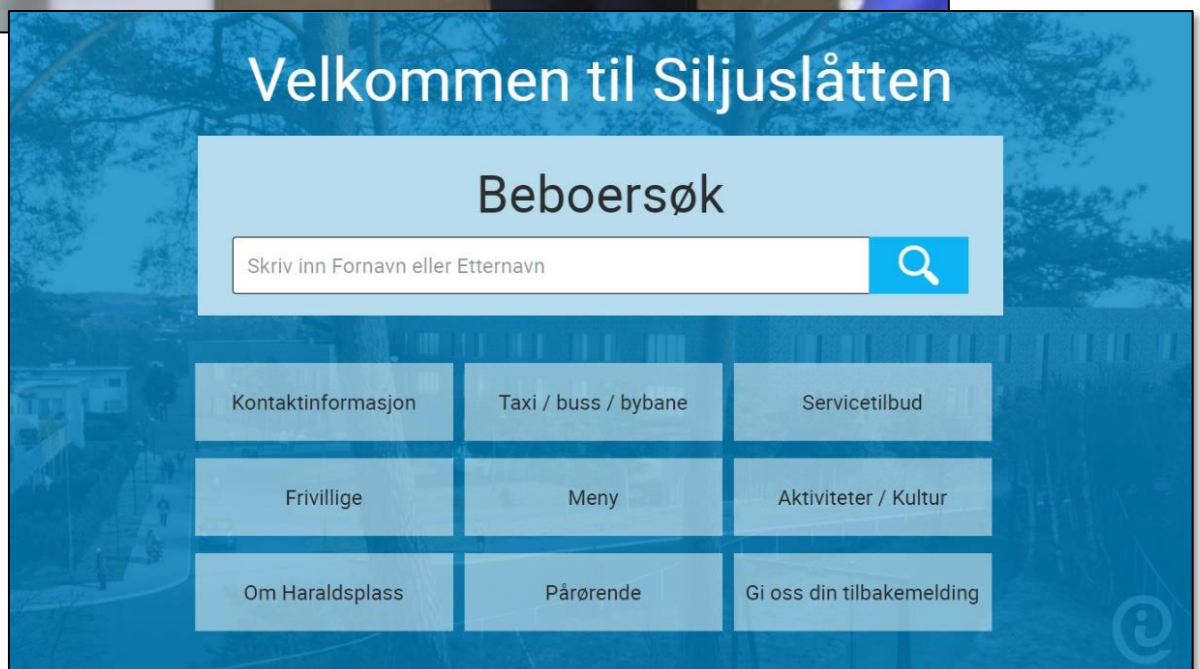 Velkommen til Siljuslåtten
Beboersøk
Skriv inn Fornavn eller Etternavn
Kontaktinformasjon
Taxi / buss / bybane
Servicetilbud
Frivillige
Meny
Aktiviteter / Kultur
Om Haraldsplass
Pårørende
Gi oss din tilbakemelding